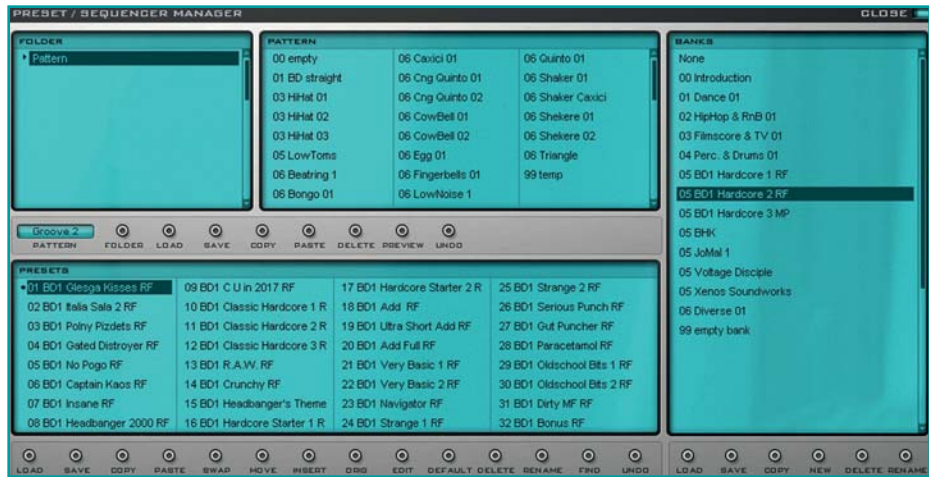 PRESET / SEQUENCER MANAGER
CLOSE
FOLDER
Pattern
PATTERN
00 empty
01 BD straight
03 HiHat 01
03 HiHat 02
03 HiHat 03
05 LowToms
06 Beatring 1
06 Bongo 01
06 Caxici 01
06 Cng Quinto 01
06 Cng Quinto 02
06 CowBell 01
06 CowBell 02
06 Egg 01
06 Fingerbells 01
06 LowNoise 1
06 Quinto 01
06 Shaker 01
06 Shaker Caxici
06 Shekere 01
06 Shekere 02
06 Triangle
99 temp
BANKS
None
00 Introduction
01 Dance 01
02 HipHop & RnB 01
03 Filmscore & TV 01
04 Perc. & Drums 01
05 BD1 Hardcore 1 RF
05 BD1 Hardcore 2 RF
05 BD1 Hardcore 3 MP
05 BHK
05 JoMal 1
05 Voltage Disciple
05 Xenos Soundworks
06 Diverse 01
99 empty bank
Groove 2
PATTERN
FOLDER LOAD SAVE COPY PASTE DELETE PREVIEW UNDO
PRESETS
01 BD1 Glesga Kisses RF
02 BD1 Italia Sala 2 RF
03 BD1 Polny Pizdets RF
04 BD1 Gated Distroyer RF
05 BD1 No Pogo RF
06 BD1 Captain Kaos RF
07 BD1 Insane RF
08 BD1 Headbanger 2000 RF
09 BD1 C U in 2017 RF
10 BD1 Classic Hardcore 1 R
11 BD1 Classic Hardcore 2 R
12 BD1 Classic Hardcore 3 R
13 BD1 R.A.W. RF
14 BD1 Crunchy RF
15 BD1 Headbanger's Theme
16 BD1 Hardcore Starter 1 R
17 BD1 Hardcore Starter 2 R
18 BD1 Add RF
19 BD1 Ultra Short Add RF
20 BD1 Add Full RF
21 BD1 Very Basic 1 RF
22 BD1 Very Basic 2 RF
23 BD1 Navigator RF
24 BD1 Strange 1 RF
25 BD1 Strange 2 RF
26 BD1 Serious Punch RF
27 BD1 Gut Puncher RF
28 BD1 Paracetamol RF
29 BD1 Oldschool Bits 1 RF
30 BD1 Oldschool Bits 2 RF
31 BD1 Dirty MF RF
32 BD1 Bonus RF
LOAD SAVE COPY PASTE SWAP MOVE INSERT ORIG EDIT DEFAULT DELETE RENAME FIND UNDO
LOAD SAVE COPY NEW DELETE RENAME